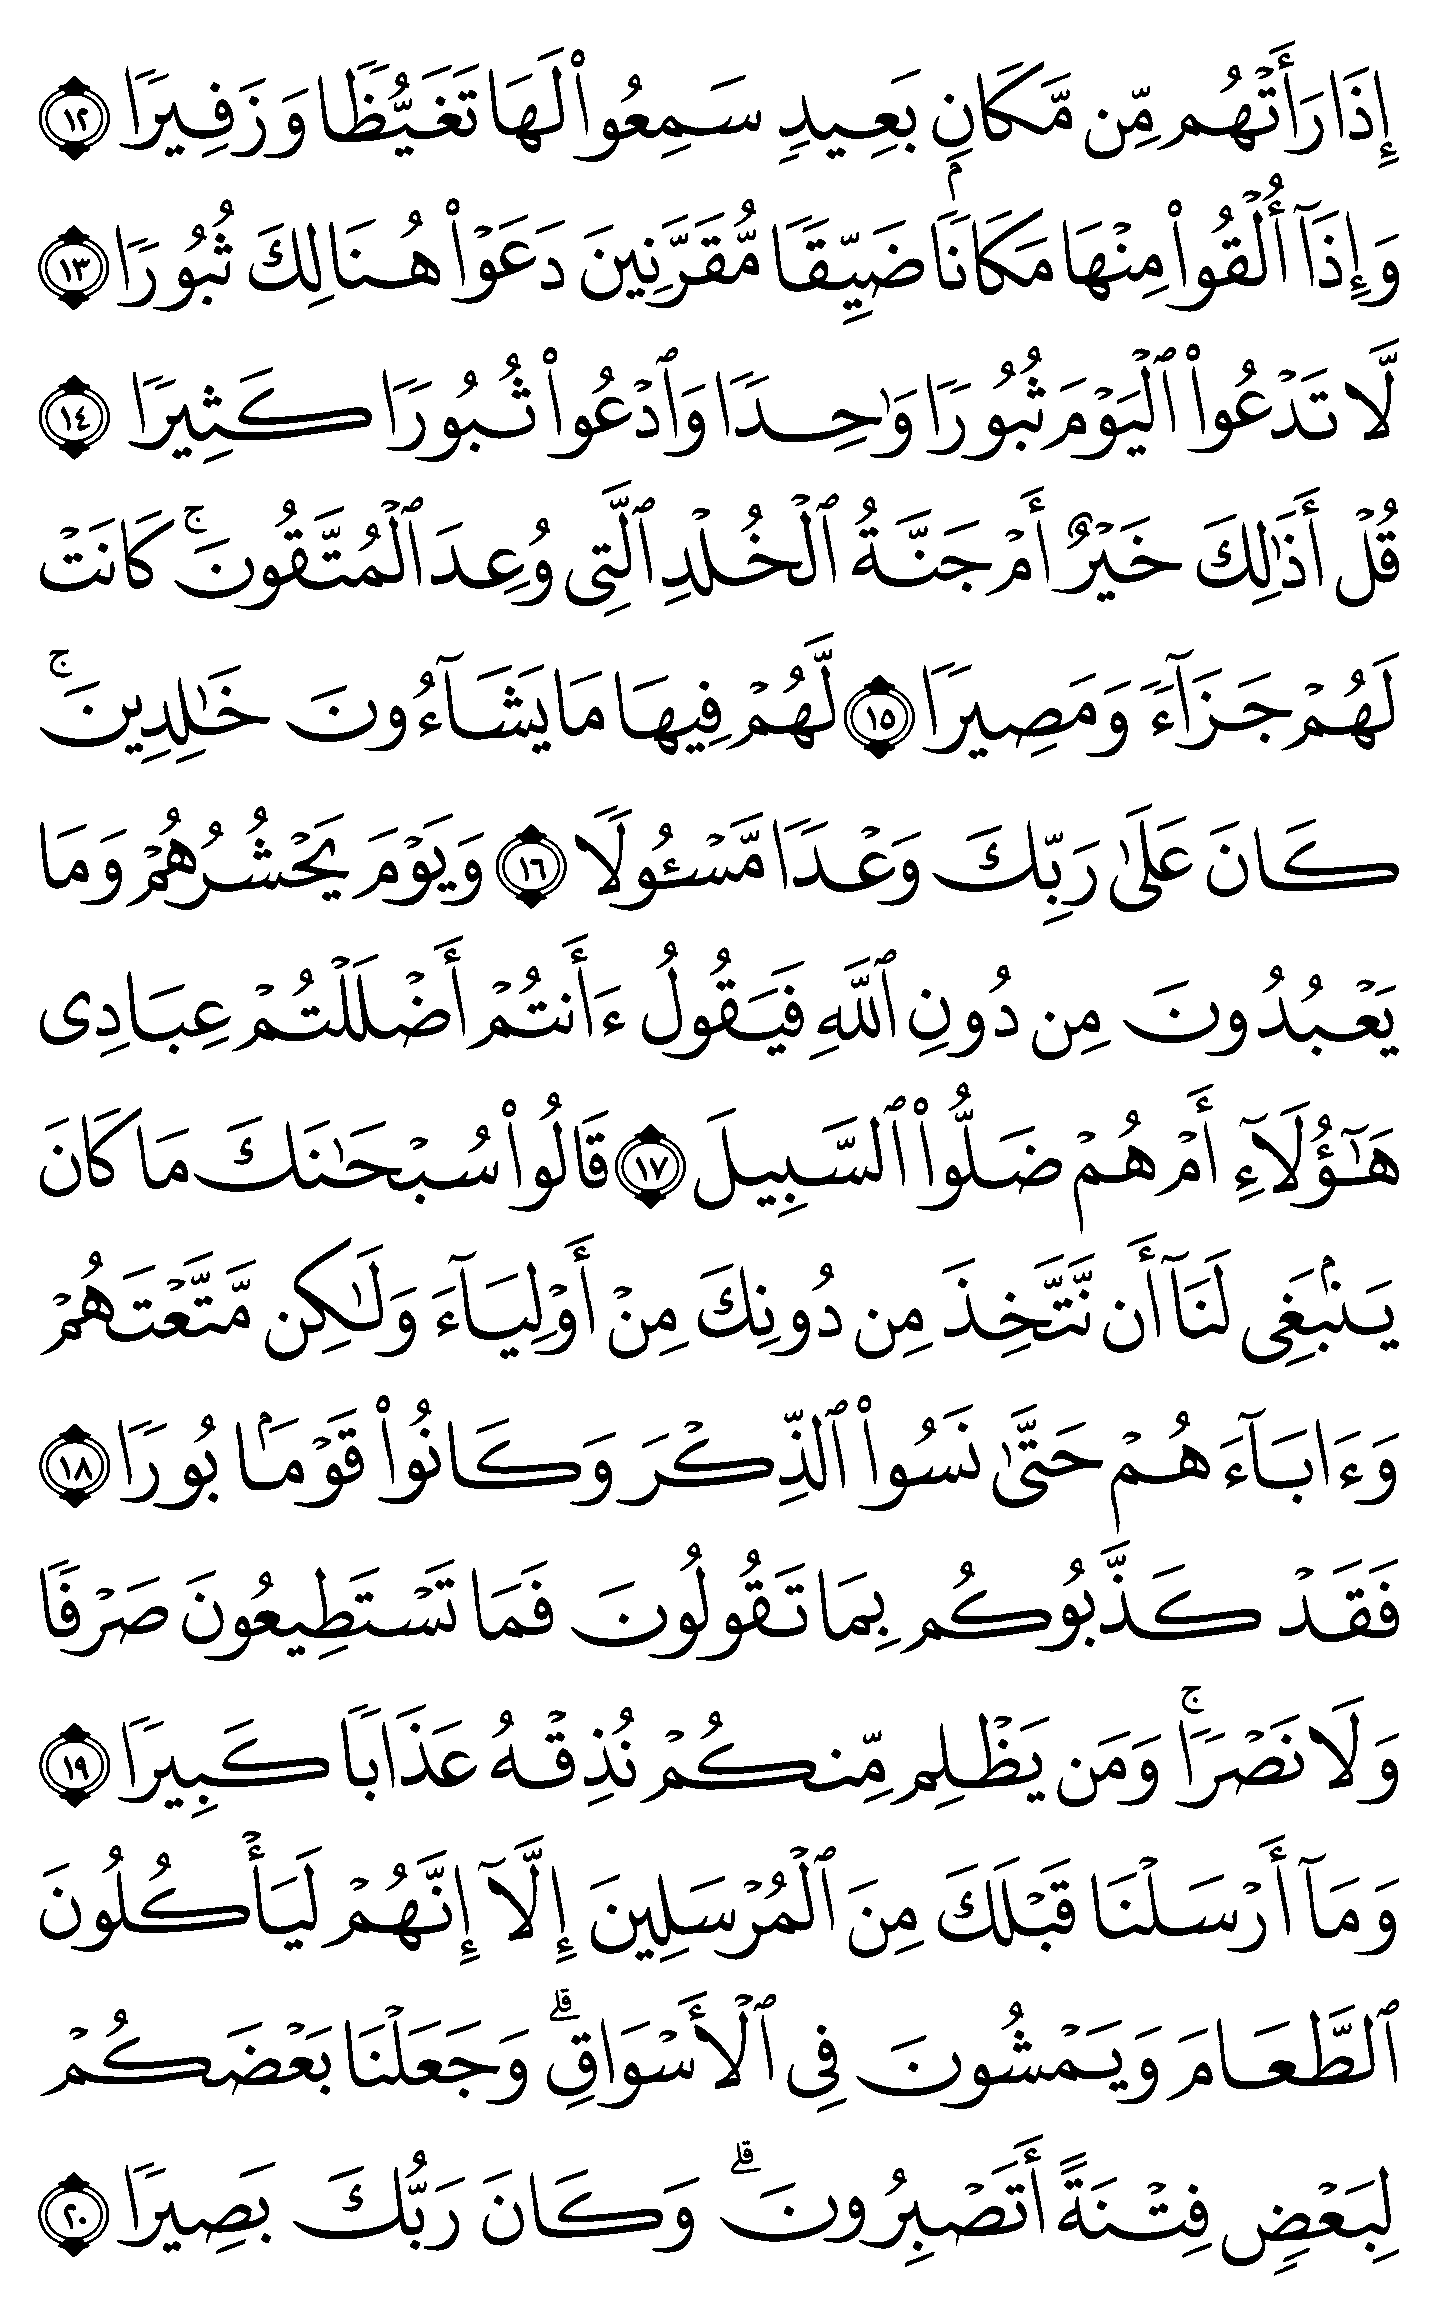 إِذَا رَأَتْهُم مِّن مَّكَانٍۭ بَعِيدٍ سَمِعُوا۟ لَهَا تَغَيُّظًا وَزَفِيرًا ١٢
وَإِذَآ أُلْقُوا۟ مِنْهَا مَكَانًا ضَيِّقًا مُّقَرَّنِينَ دَعَوْا۟ هُنَالِكَ ثُبُورًا ١٣
لَّا تَدْعُوا۟ ٱلْيَوْمَ ثُبُورًا وَٰحِدًا وَٱدْعُوا۟ ثُبُورًا كَثِيرًا ١٤
قُلْ أَذَٰلِكَ خَيْرٌ أَمْ جَنَّةُ ٱلْخُلْدِ ٱلَّتِى وُعِدَ ٱلْمُتَّقُونَ ۚ كَانَتْ
لَهُمْ جَزَآءً وَمَصِيرًا ١٥ لَّهُمْ فِيهَا مَا يَشَآءُونَ خَٰلِدِينَ ۚ
كَانَ عَلَىٰ رَبِّكَ وَعْدًا مَّسْـُٔولًا ١٦ وَيَوْمَ يَحْشُرُهُمْ وَمَا
يَعْبُدُونَ مِن دُونِ ٱللَّهِ فَيَقُولُ ءَأَنتُمْ أَضْلَلْتُمْ عِبَادِى
هَٰٓؤُلَآءِ أَمْ هُمْ ضَلُّوا۟ ٱلسَّبِيلَ ١٧ قَالُوا۟ سُبْحَٰنَكَ مَا كَانَ
يَنۢبَغِى لَنَآ أَن نَّتَّخِذَ مِن دُونِكَ مِنْ أَوْلِيَآءَ وَلَٰكِن مَّتَّعْتَهُمْ
وَءَابَآءَهُمْ حَتَّىٰ نَسُوا۟ ٱلذِّكْرَ وَكَانُوا۟ قَوْمًۢا بُورًا ١٨
فَقَدْ كَذَّبُوكُم بِمَا تَقُولُونَ فَمَا تَسْتَطِيعُونَ صَرْفًا
وَلَا نَصْرًا ۚ وَمَن يَظْلِم مِّنكُمْ نُذِقْهُ عَذَابًا كَبِيرًا ١٩
وَمَآ أَرْسَلْنَا قَبْلَكَ مِنَ ٱلْمُرْسَلِينَ إِلَّآ إِنَّهُمْ لَيَأْكُلُونَ
ٱلطَّعَامَ وَيَمْشُونَ فِى ٱلْأَسْوَاقِ ۗ وَجَعَلْنَا بَعْضَكُمْ
لِبَعْضٍ فِتْنَةً أَتَصْبِرُونَ ۗ وَكَانَ رَبُّكَ بَصِيرًا ٢٠